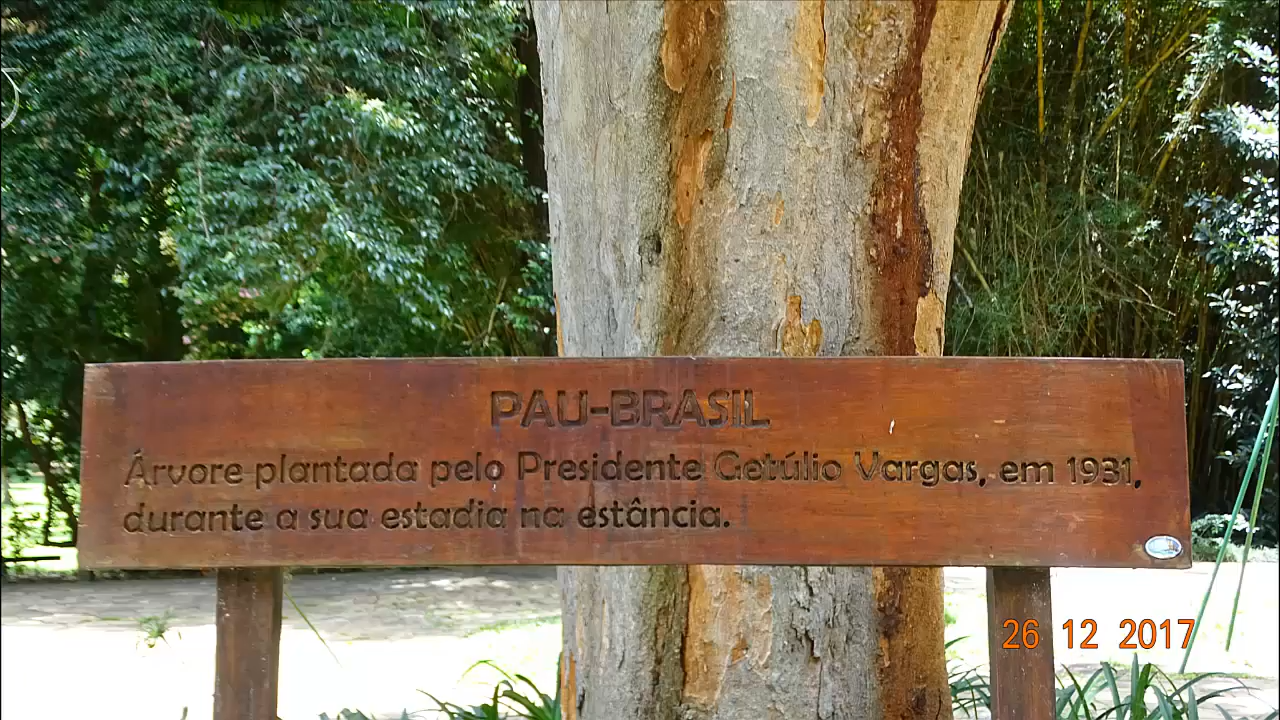 PAU-BRASIL
Árvore plantada pelo Presidente Getúlio Vargas, em 1931,
durante a sua estadia na estância.
26 12 2017